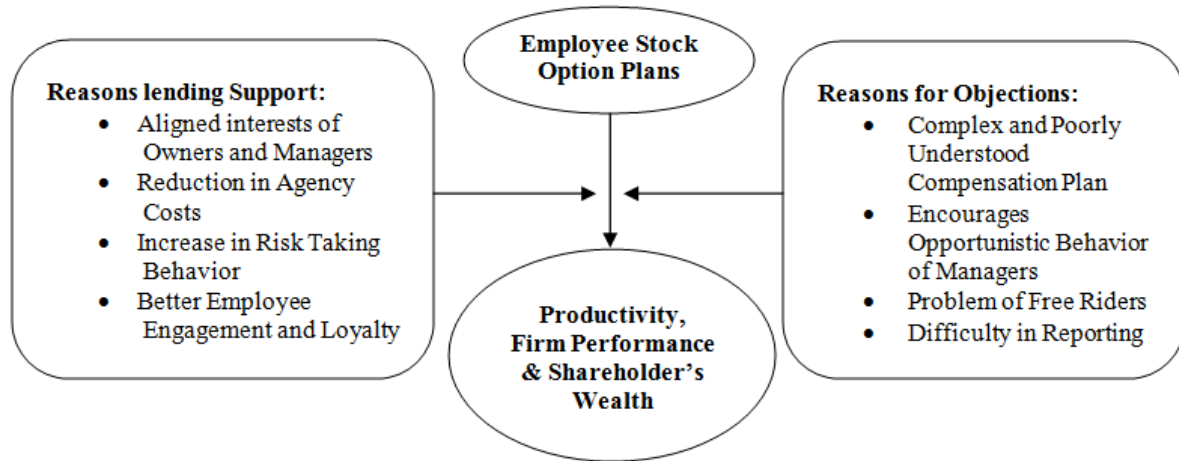 Employee Stock
Option Plans
Reasons lending Support:
• Aligned interests of
Owners and Managers
• Reduction in Agency
Costs
• Increase in Risk Taking
Behavior
• Better Employee
Engagement and Loyalty
Reasons for Objections:
• Complex and Poorly
Understood
Compensation Plan
• Encourages
Opportunistic Behavior
of Managers
• Problem of Free Riders
• Difficulty in Reporting
Productivity,
Firm Performance
& Shareholder’s
Wealth